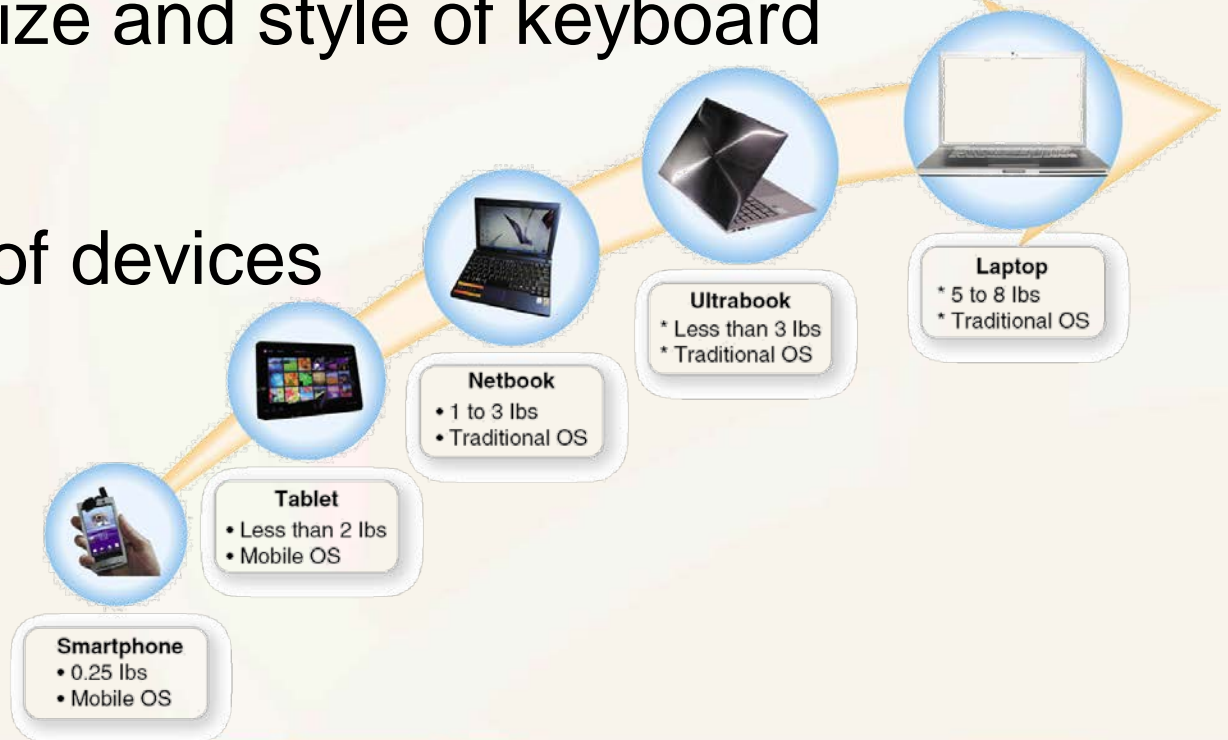 ize and style of keyboard
of devices
Laptop
* 5 to 8 lbs
* Traditional OS
Ultrabook
* Less than 3 lbs
* Traditional OS
Netbook
• 1 to 3 lbs
• Traditional OS
Tablet
• Less than 2 lbs
• Mobile OS
Smartphone
• 0.25 lbs
• Mobile OS